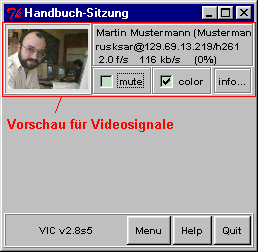 Handbuch-Sitzung
Martin Mustermann (Musterman
rusksar@129.69.13.219/h261
2.0 f/s 116 kb/s (0%)
mute color info...
Vorschau für Videosignale
VIC v2.8s5 Menu Help Quit